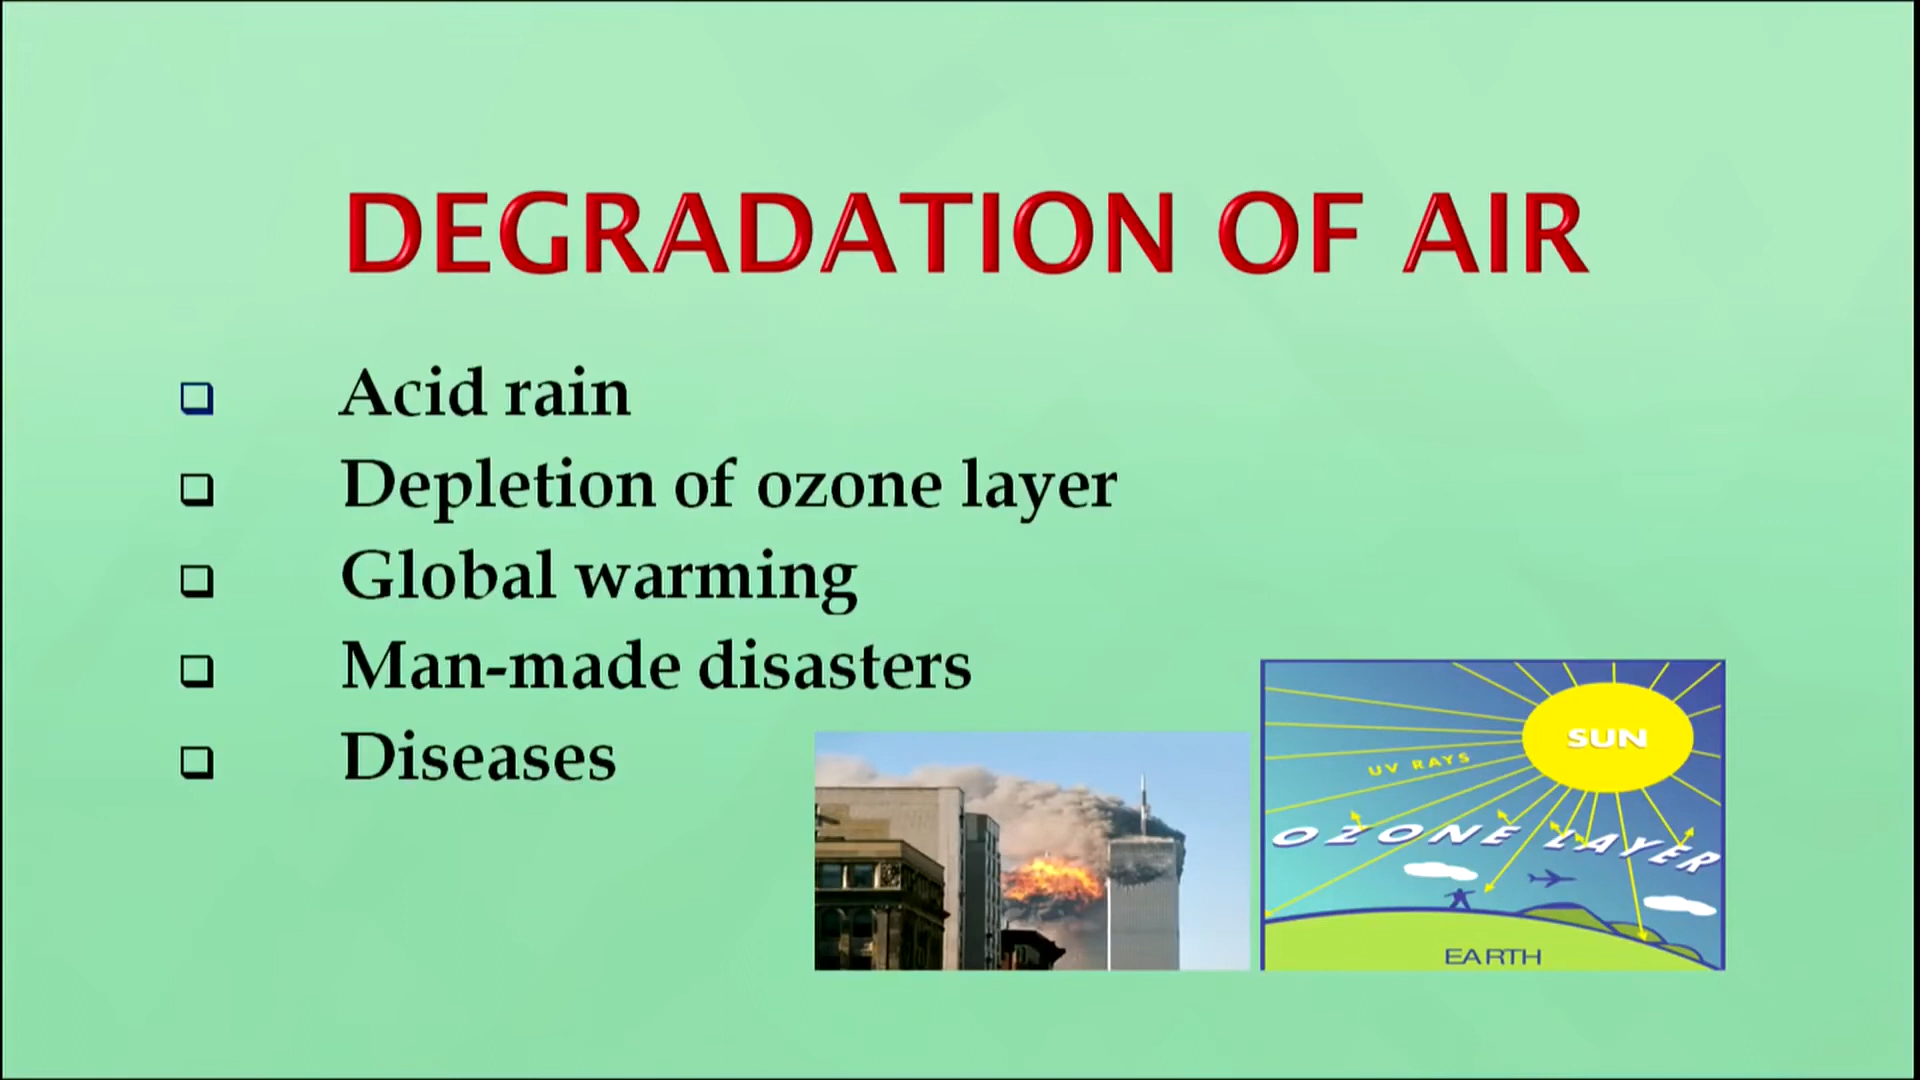 DEGRADATION OF AIR
Acid rain
Depletion of ozone layer
Global warming
Man-made disasters
Diseases
SUN
UV RAYS
OZONE LAYER
EARTH